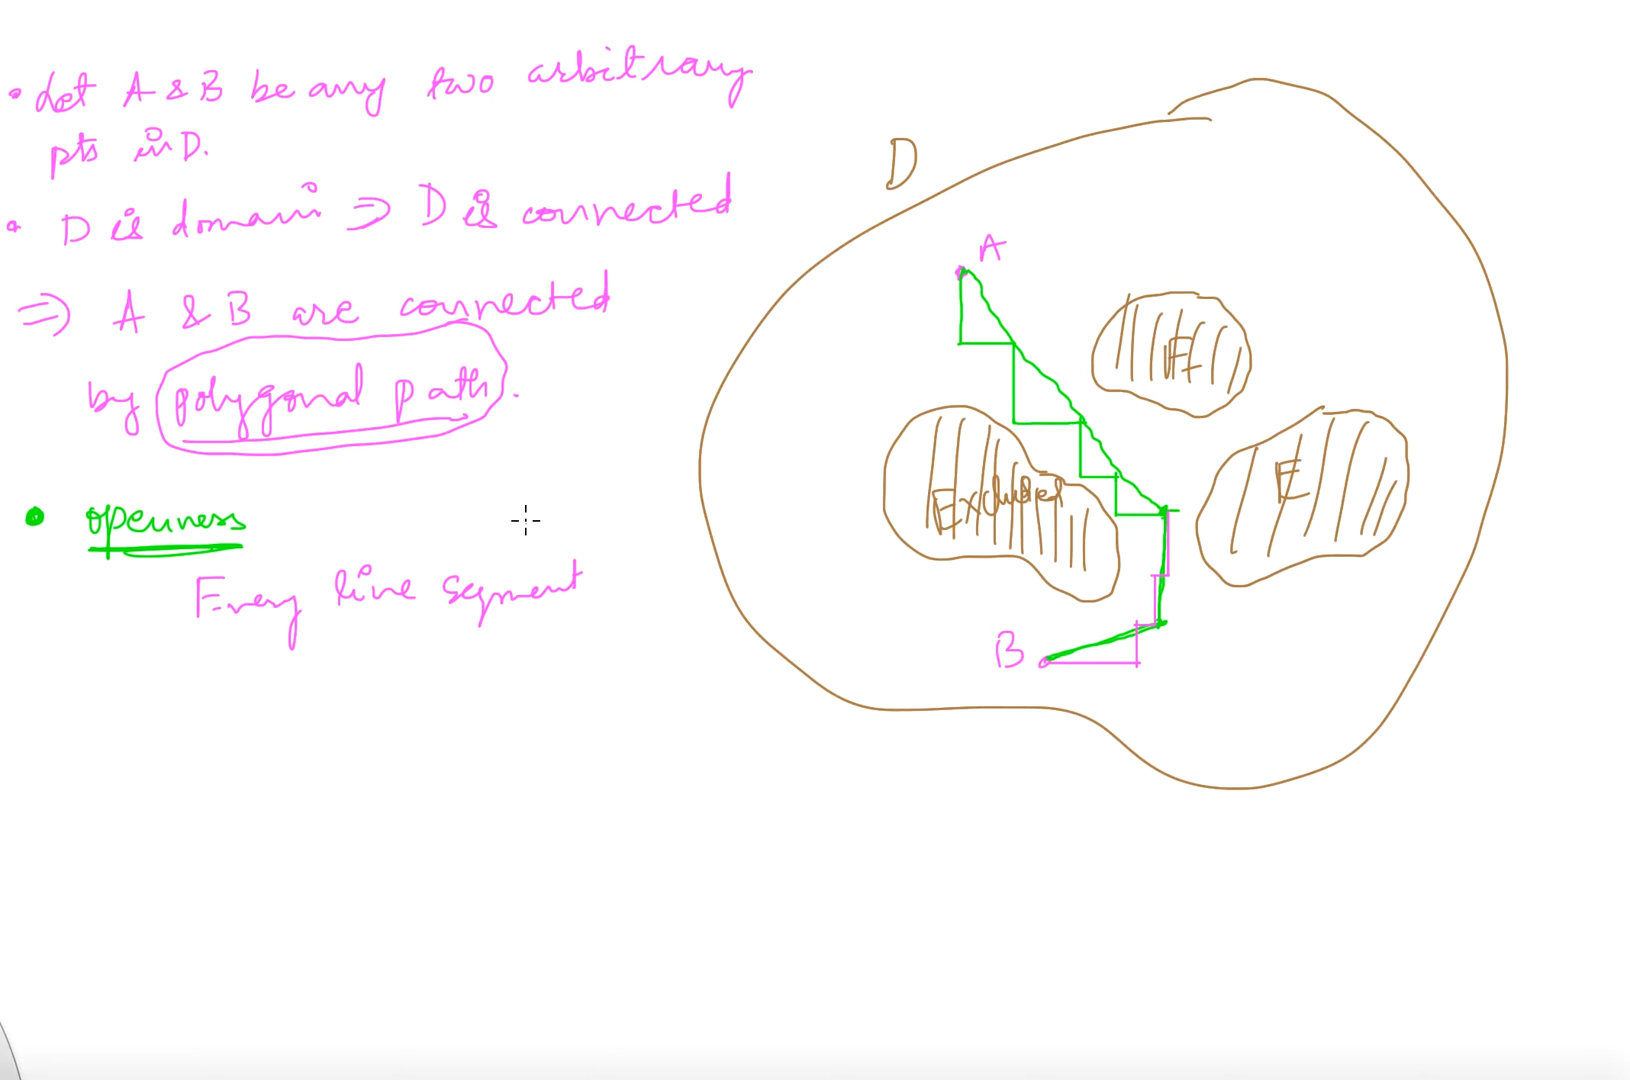 • Let A & B be any two arbitrary
pts in D.
• D is domain ⇒ D is connected
⇒ A & B are connected
by polygonal path.
• openness
Every line segment
D
A
E
Excluded
E
B